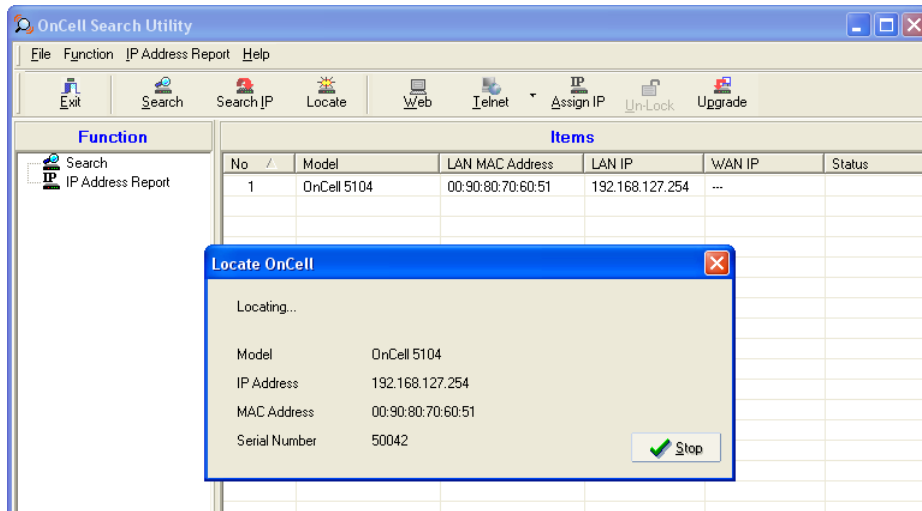 OnCell Search Utility
File Function IP Address Report Help
Exit Search Search IP Locate Web Telnet IP Assign IP Un-Lock Upgrade
Function Items
Search
IP IP Address Report
No Model LAN MAC Address LAN IP WAN IP Status
1 OnCell 5104 00:90:80:70:60:51 192.168.127.254 ---
Locate OnCell
Locating...
Model OnCell 5104
IP Address 192.168.127.254
MAC Address 00:90:80:70:60:51
Serial Number 50042
Stop